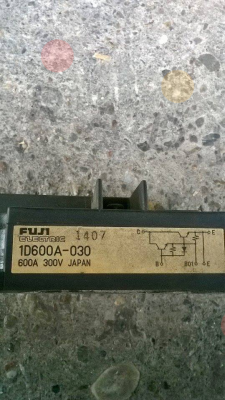 FUJI
ELECTRIC 1407
1D600A-030
600A 300V JAPAN
C
E
B
E